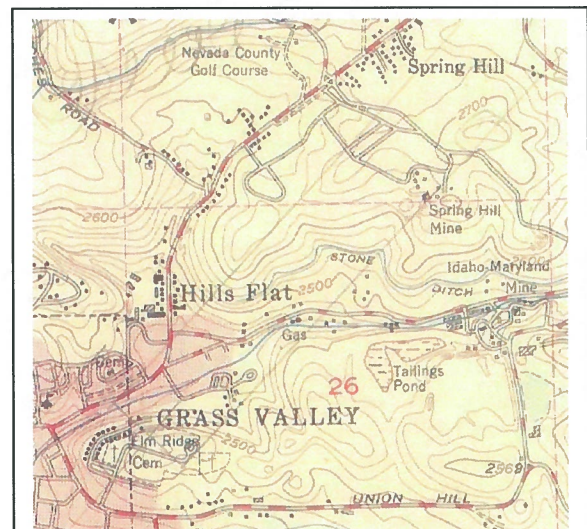 Nevada County
Golf Course
Spring Hill
ROAD
2700
2600
Spring Hill
Mine
STONE
DITCH
Idaho-Maryland
Mine
Hills Flat
2500
Gas
Tailings
Pond
26
GRASS VALLEY
Elm Ridge
Cem
2500
2569
UNION HILL